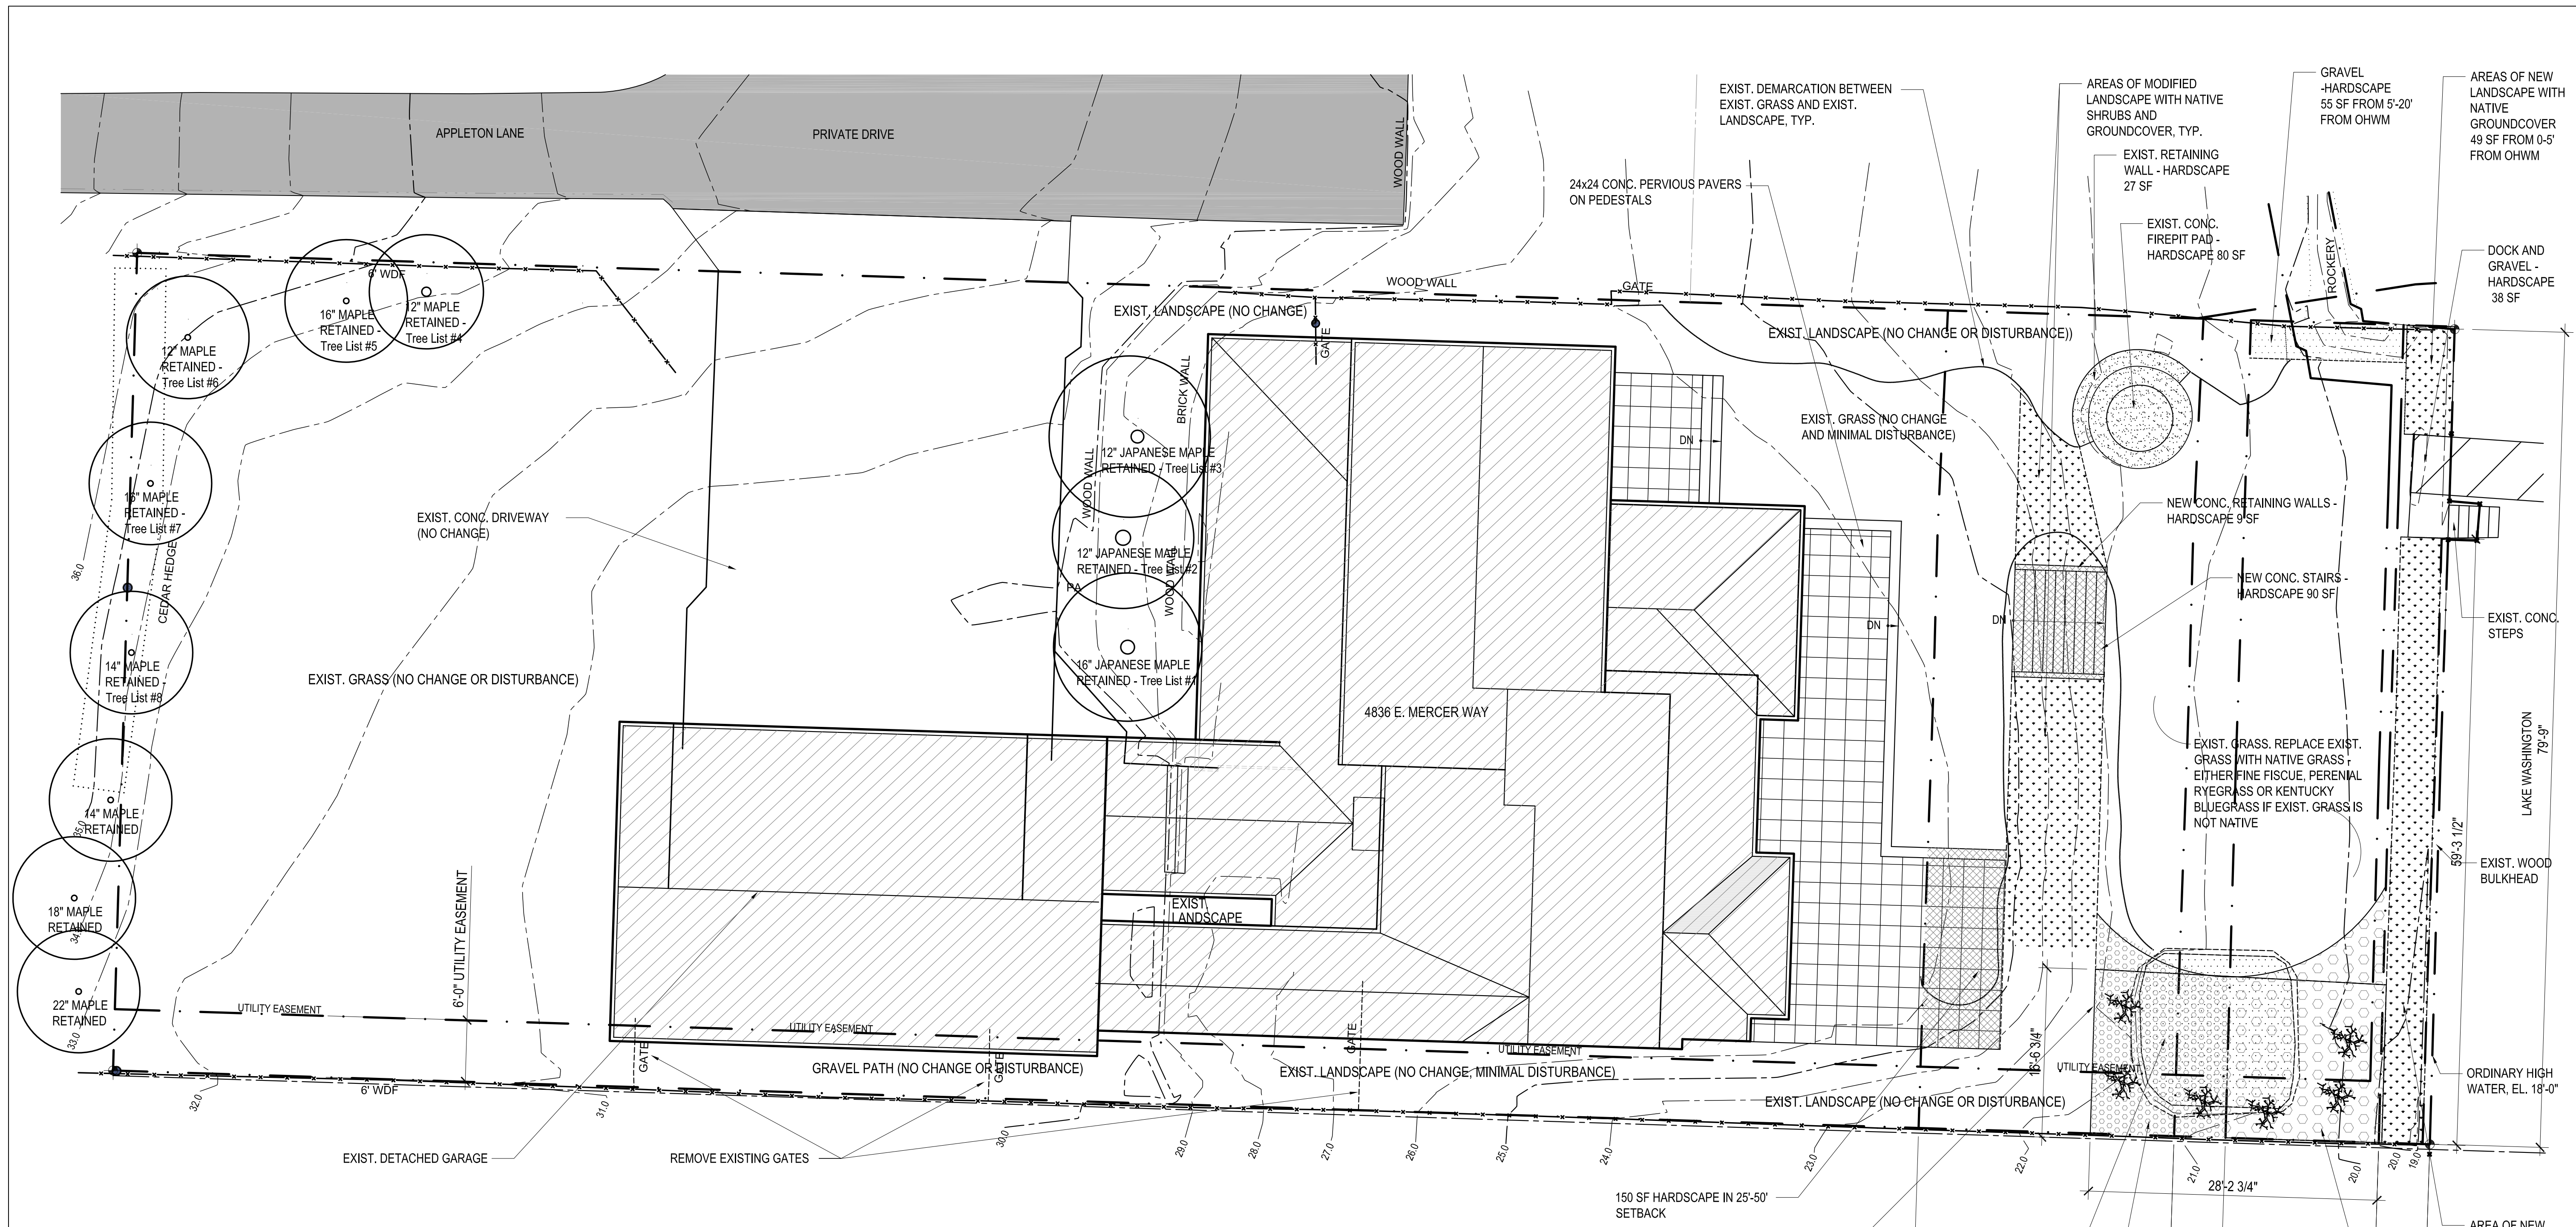 APPLETON LANE
PRIVATE DRIVE
WOOD WALL
EXIST. DEMARCATION BETWEEN
EXIST. GRASS AND EXIST.
LANDSCAPE, TYP.
24x24 CONC. PERVIOUS PAVERS
ON PEDESTALS
AREAS OF MODIFIED
LANDSCAPE WITH NATIVE
SHRUBS AND
GROUNDCOVER, TYP.
EXIST. RETAINING
WALL - HARDSCAPE
27 SF
EXIST. CONC.
FIREPIT PAD -
HARDSCAPE 80 SF
GRAVEL
-HARDSCAPE
55 SF FROM 5'-20'
FROM OHWM
AREAS OF NEW
LANDSCAPE WITH
NATIVE
GROUNDCOVER
49 SF FROM 0-5'
FROM OHWM
ROCKERY
DOCK AND
GRAVEL -
HARDSCAPE
38 SF
6' WDF
12" MAPLE
RETAINED -
Tree List #6
16" MAPLE
RETAINED -
Tree List #5
12" MAPLE
RETAINED -
Tree List #4
WOOD WALL
GATE
EXIST. LANDSCAPE (NO CHANGE)
GATE
EXIST. LANDSCAPE (NO CHANGE OR DISTURBANCE))
BRICK WALL
EXIST. GRASS (NO CHANGE
AND MINIMAL DISTURBANCE)
DN
12" JAPANESE MAPLE
RETAINED - Tree List #3
WOOD WALL
16" MAPLE
RETAINED -
Tree List #7
EXIST. CONC. DRIVEWAY
(NO CHANGE)
12" JAPANESE MAPLE
RETAINED - Tree List #2
PA
WOOD WALL
NEW CONC. RETAINING WALLS -
HARDSCAPE 9 SF
NEW CONC. STAIRS -
HARDSCAPE 90 SF
DN
DN
EXIST. CONC.
STEPS
36.0
CEDAR HEDGE
14" MAPLE
RETAINED -
Tree List #8
EXIST. GRASS (NO CHANGE OR DISTURBANCE)
16" JAPANESE MAPLE
RETAINED - Tree List #1
4836 E. MERCER WAY
EXIST. GRASS. REPLACE EXIST.
GRASS WITH NATIVE GRASS -
EITHER FINE FISCUE, PERENIAL
RYEGRASS OR KENTUCKY
BLUEGRASS IF EXIST. GRASS IS
NOT NATIVE
LAKE WASHINGTON
79'-9"
59'-3 1/2"
14" MAPLE
RETAINED
35.0
EXIST. WOOD
BULKHEAD
18" MAPLE
RETAINED
34.0
EXIST.
LANDSCAPE
6'-0" UTILITY EASEMENT
22" MAPLE
RETAINED
33.0
UTILITY EASEMENT
UTILITY EASEMENT
UTILITY EASEMENT
UTILITY EASEMENT
16'-6 3/4"
GATE
GATE
GATE
GRAVEL PATH (NO CHANGE OR DISTURBANCE)
EXIST. LANDSCAPE (NO CHANGE, MINIMAL DISTURBANCE)
EXIST. LANDSCAPE (NO CHANGE OR DISTURBANCE)
ORDINARY HIGH
WATER, EL. 18'-0"
6' WDF
32.0
31.0
30.0
29.0
28.0
27.0
26.0
25.0
24.0
23.0
22.0
21.0
20.0
20.0
19.0
EXIST. DETACHED GARAGE
REMOVE EXISTING GATES
28'-2 3/4"
150 SF HARDSCAPE IN 25'-50'
SETBACK
AREA OF NEW